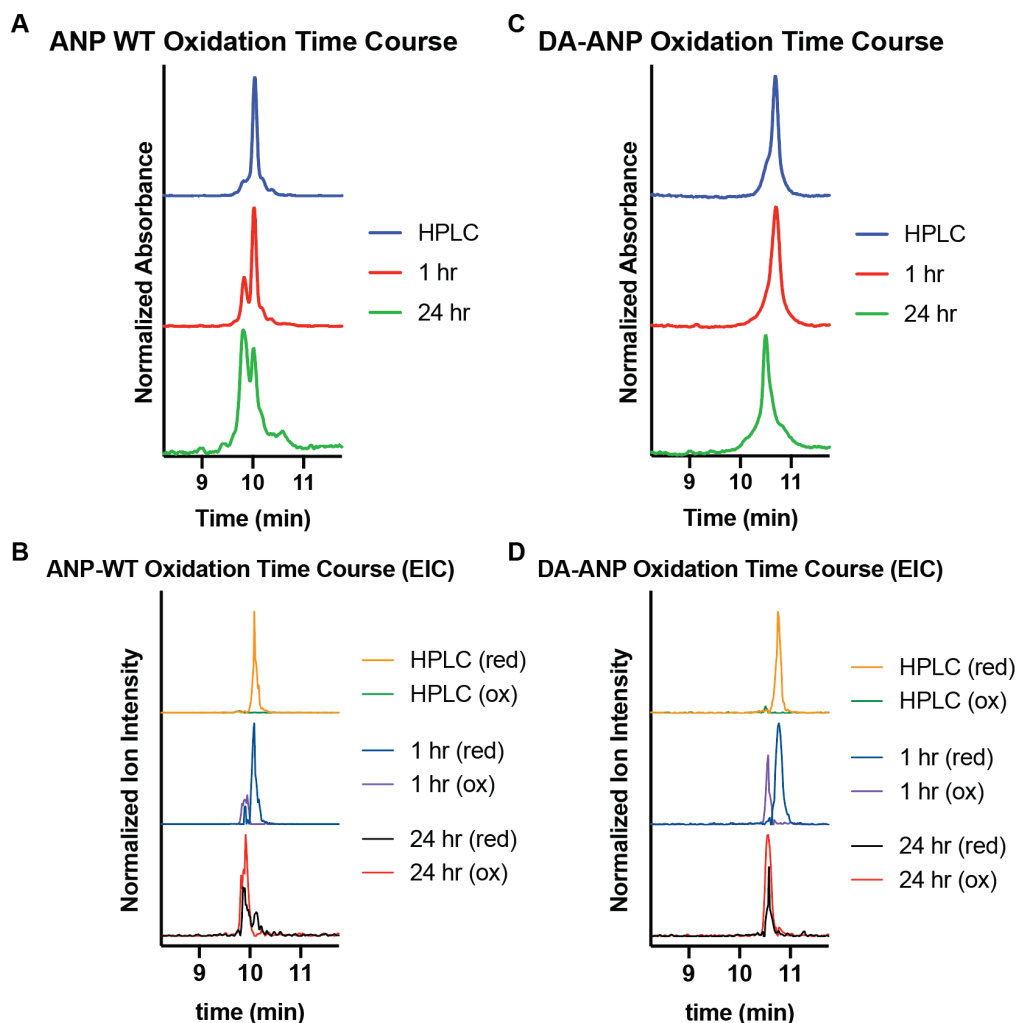 A
ANP WT Oxidation Time Course
Normalized Absorbance
HPLC
1 hr
24 hr
9 10 11
Time (min)
B
ANP-WT Oxidation Time Course (EIC)
Normalized Ion Intensity
HPLC (red)
HPLC (ox)
1 hr (red)
1 hr (ox)
24 hr (red)
24 hr (ox)
9 10 11
time (min)
C
DA-ANP Oxidation Time Course
Normalized Absorbance
HPLC
1 hr
24 hr
9 10 11
Time (min)
D
DA-ANP Oxidation Time Course (EIC)
Normalized Ion Intensity
HPLC (red)
HPLC (ox)
1 hr (red)
1 hr (ox)
24 hr (red)
24 hr (ox)
9 10 11
time (min)